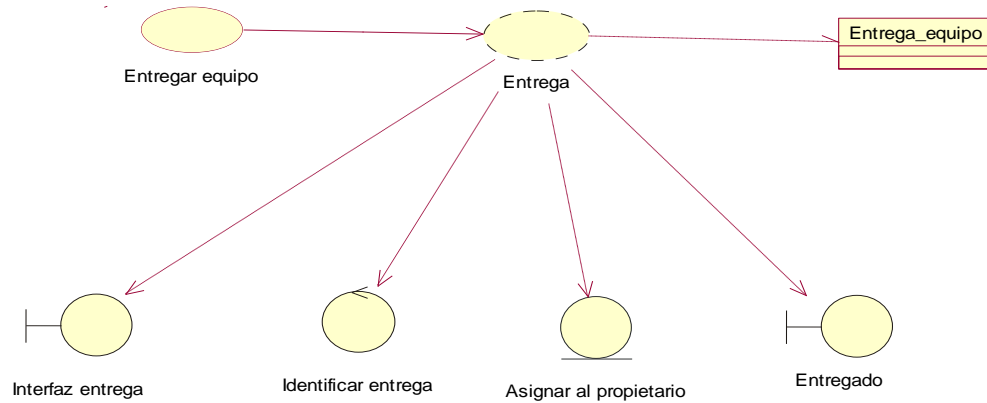 Entrega_equipo
Entregar equipo
Entrega
Interfaz entrega
Identificar entrega
Asignar al propietario
Entregado